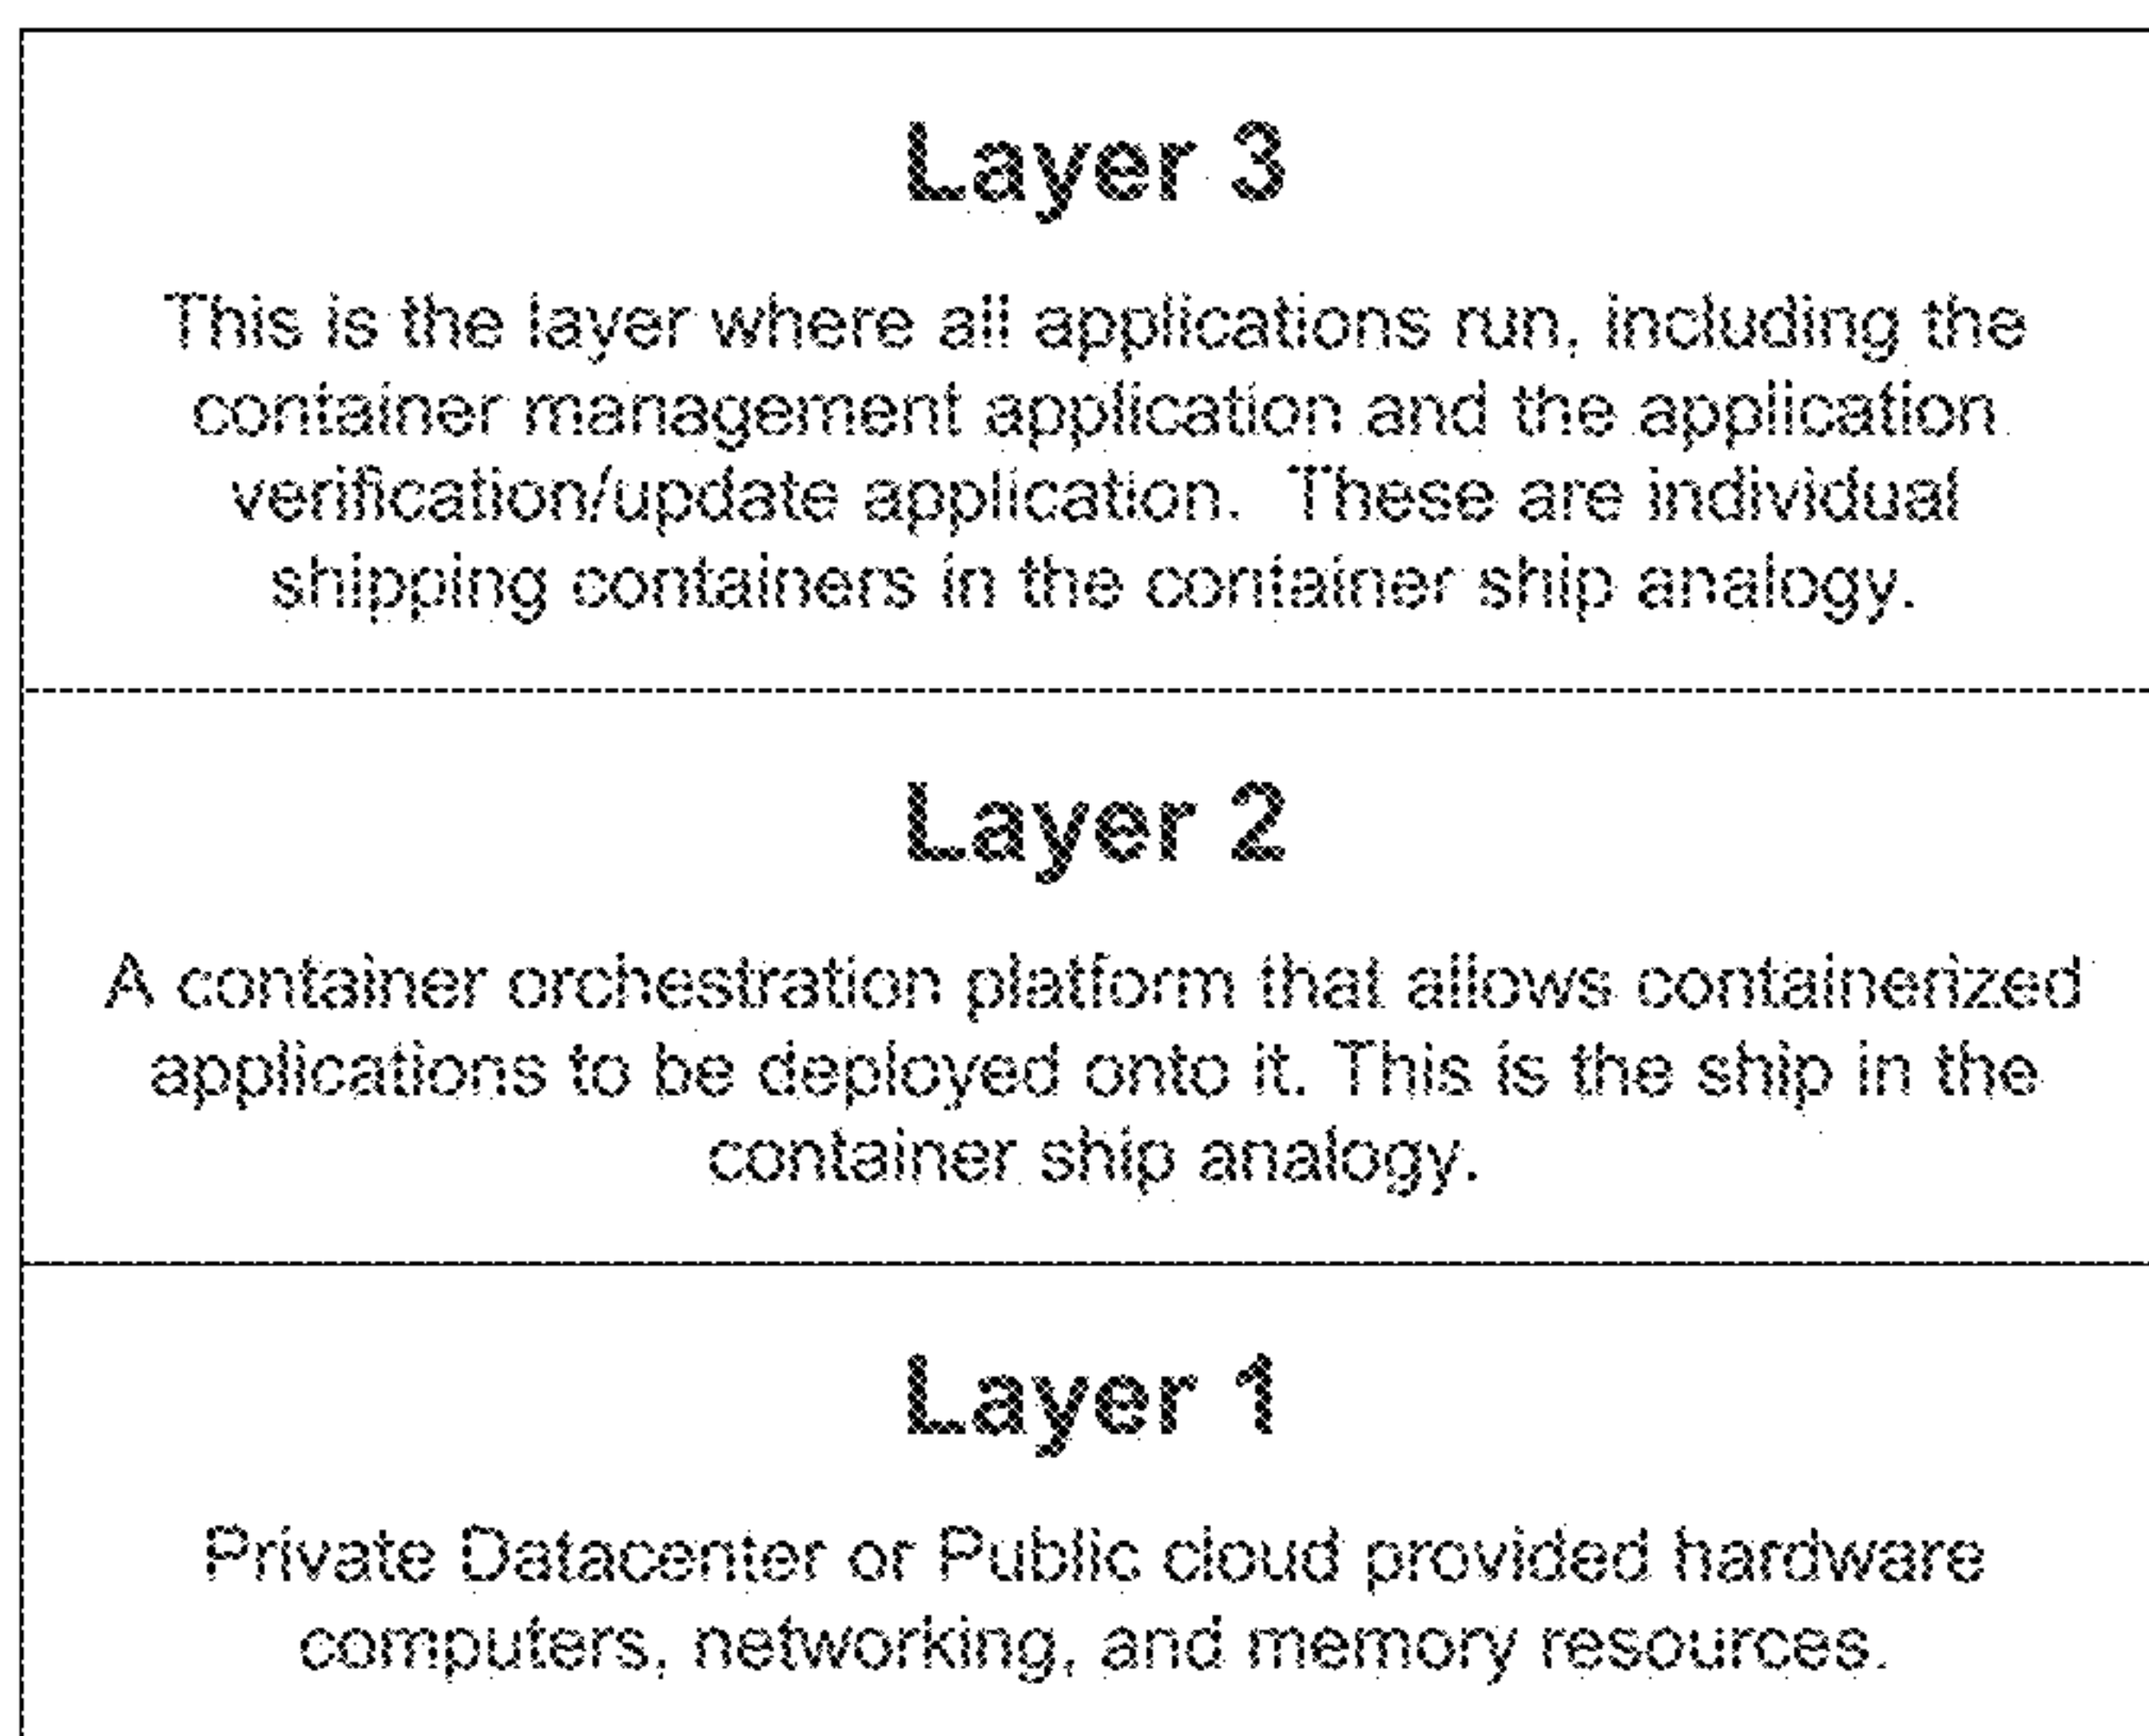 Layer 3
This is the layer where all applications run, including the
container management application and the application
verification/update application.  These are individual
shipping containers in the container ship analogy.
Layer 2
A container orchestration platform that allows containerized
applications to be deployed onto it. This is the ship in the
container ship analogy.
Layer 1
Private Datacenter or Public cloud provided hardware
computers, networking, and memory resources.